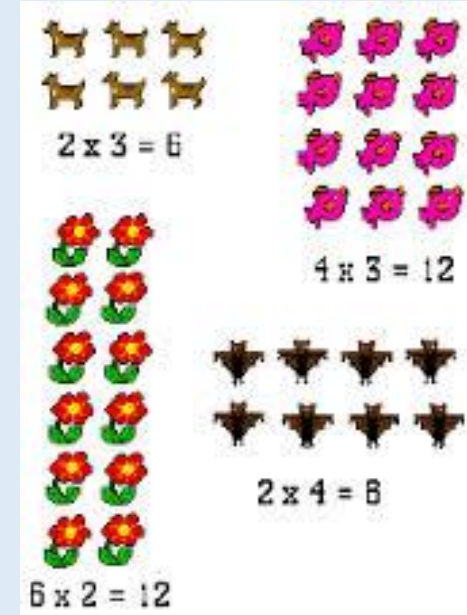 2 x 3 = 6
4 x 3 = 12
2 x 4 = 8
6 x 2 = 12